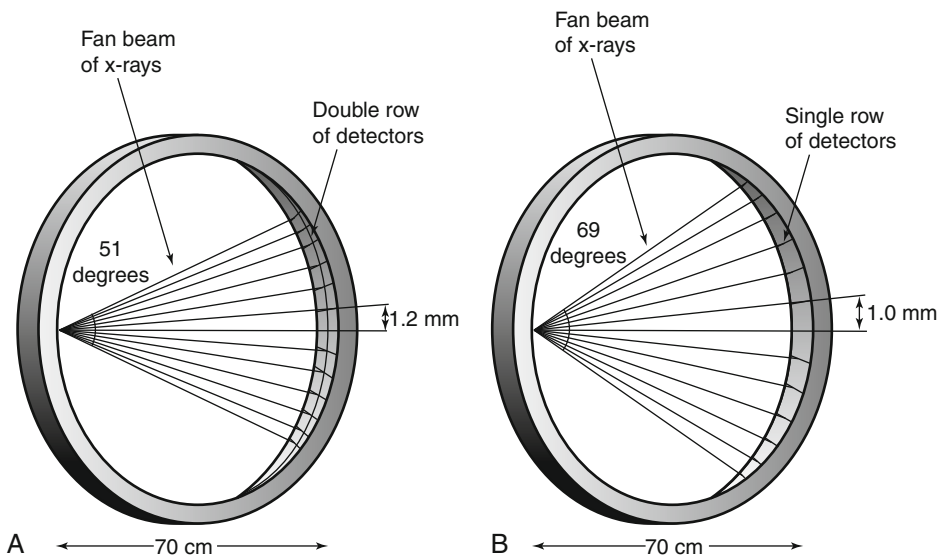 Fan beam
of x-rays
Double row
of detectors
51
degrees
1.2 mm
A
70 cm
Fan beam
of x-rays
Single row
of detectors
69
degrees
1.0 mm
B
70 cm